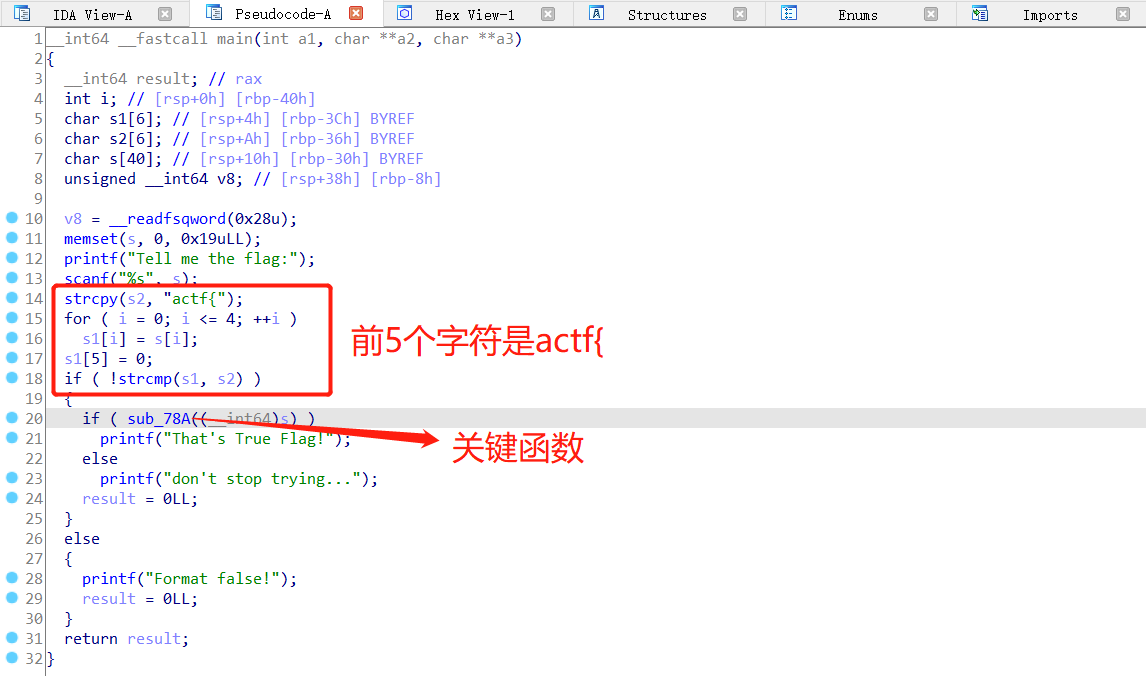 IDA View-A Pseudocode-A Hex View-1 Structures Enums Imports
1 __int64 __fastcall main(int a1, char **a2, char **a3)
2 {
3 __int64 result; // rax
4 int i; // [rsp+0h] [rbp-40h]
5 char s1[6]; // [rsp+4h] [rbp-3Ch] BYREF
6 char s2[6]; // [rsp+Ah] [rbp-36h] BYREF
7 char s[40]; // [rsp+10h] [rbp-30h] BYREF
8 unsigned __int64 v8; // [rsp+38h] [rbp-8h]
9
10 v8 = __readfsqword(0x28u);
11 memset(s, 0, 0x19uLL);
12 printf("Tell me the flag:");
13 scanf("%s", s);
14 strcpy(s2, "actf{");
15 for ( i = 0; i <= 4; ++i )
16 s1[i] = s[i];
17 s1[5] = 0;
18 if ( !strcmp(s1, s2) )
前5个字符是actf{
19 {
20 if ( sub_78A((__int64)s) )
21 printf("That's True Flag!");
关键函数
22 else
23 printf("don't stop trying...");
24 result = 0LL;
25 }
26 else
27 {
28 printf("Format false!");
29 result = 0LL;
30 }
31 return result;
32 }